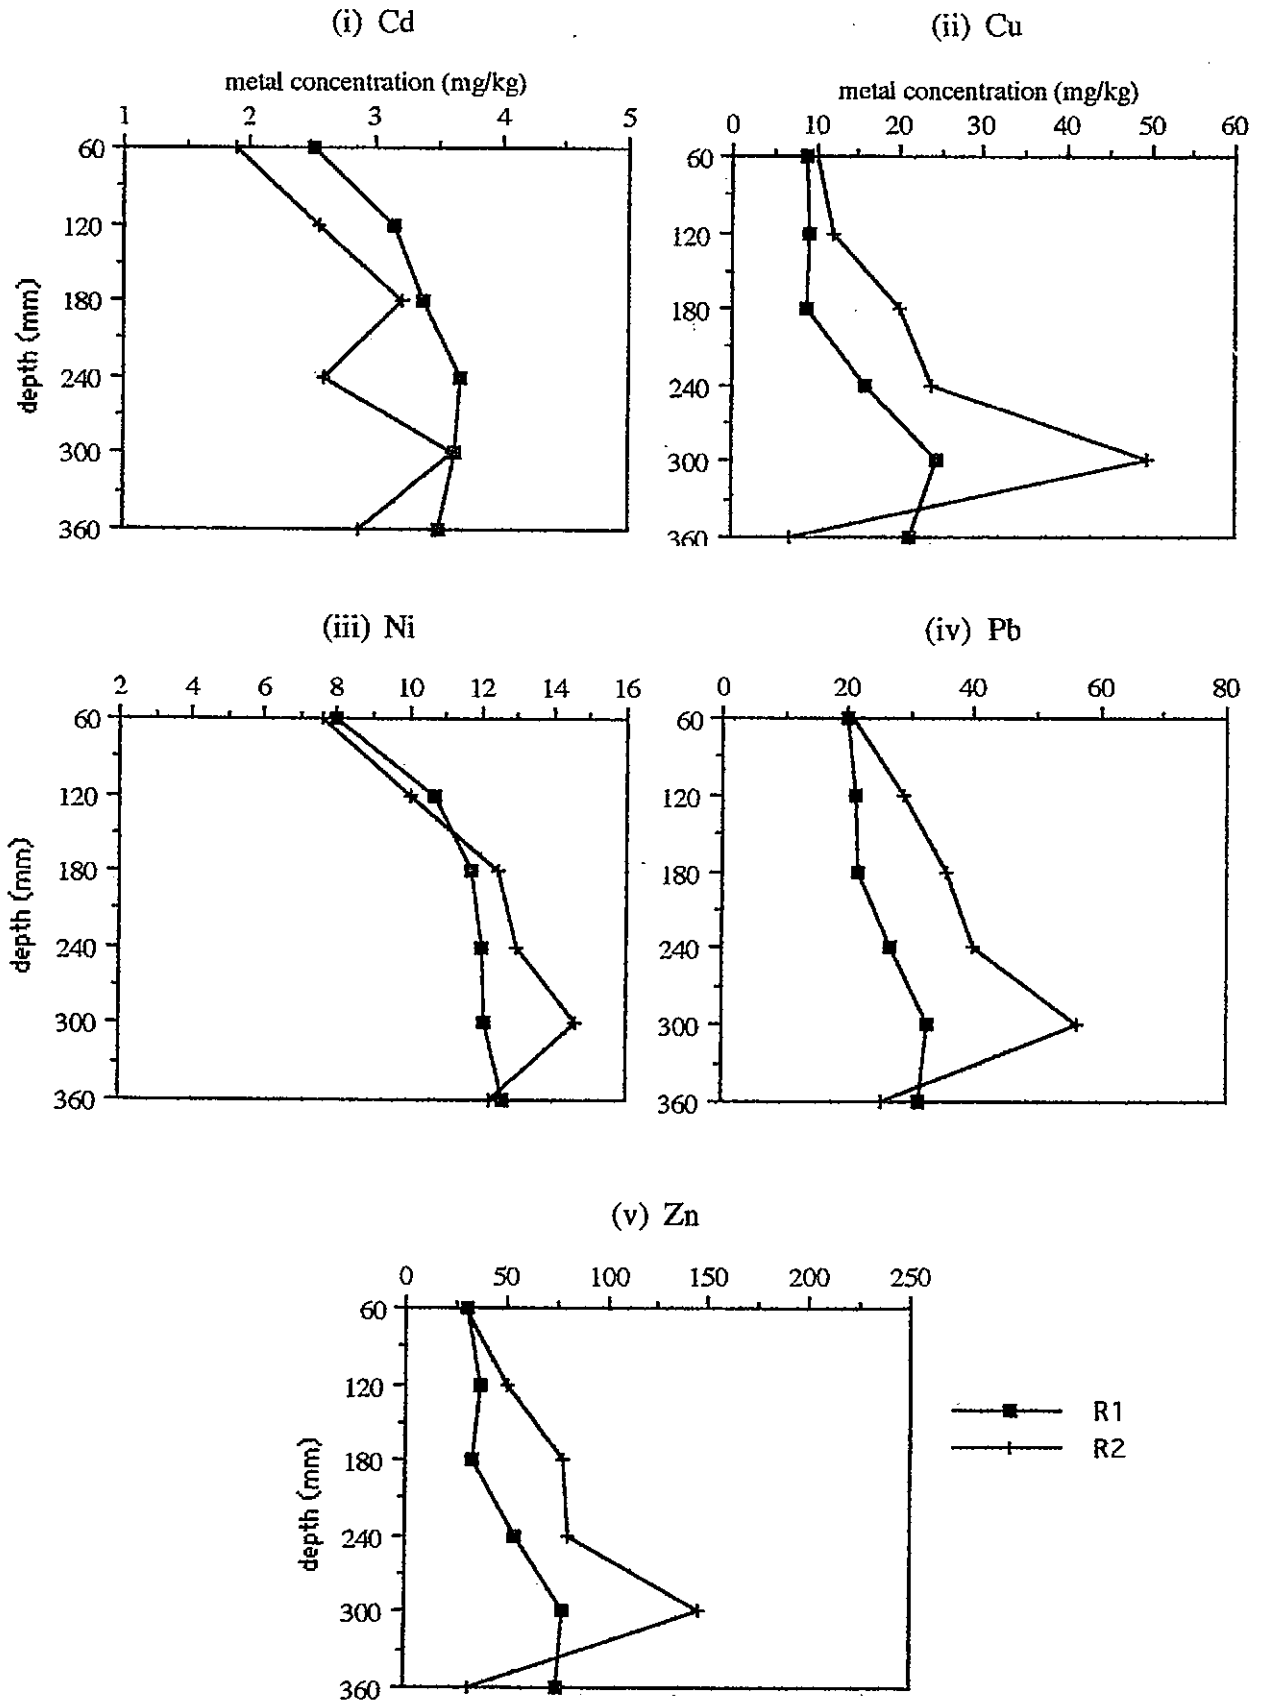 (i) Cd
metal concentration (mg/kg)
1 2 3 4 5
60
120
180
240
300
360
depth (mm)
(ii) Cu
metal concentration (mg/kg)
0 10 20 30 40 50 60
60
120
180
240
300
360
(iii) Ni
2 4 6 8 10 12 14 16
60
120
180
240
300
360
depth (mm)
(iv) Pb
0 20 40 60 80
60
120
180
240
300
360
(v) Zn
0 50 100 150 200 250
60
120
180
240
300
360
depth (mm)
R1
R2